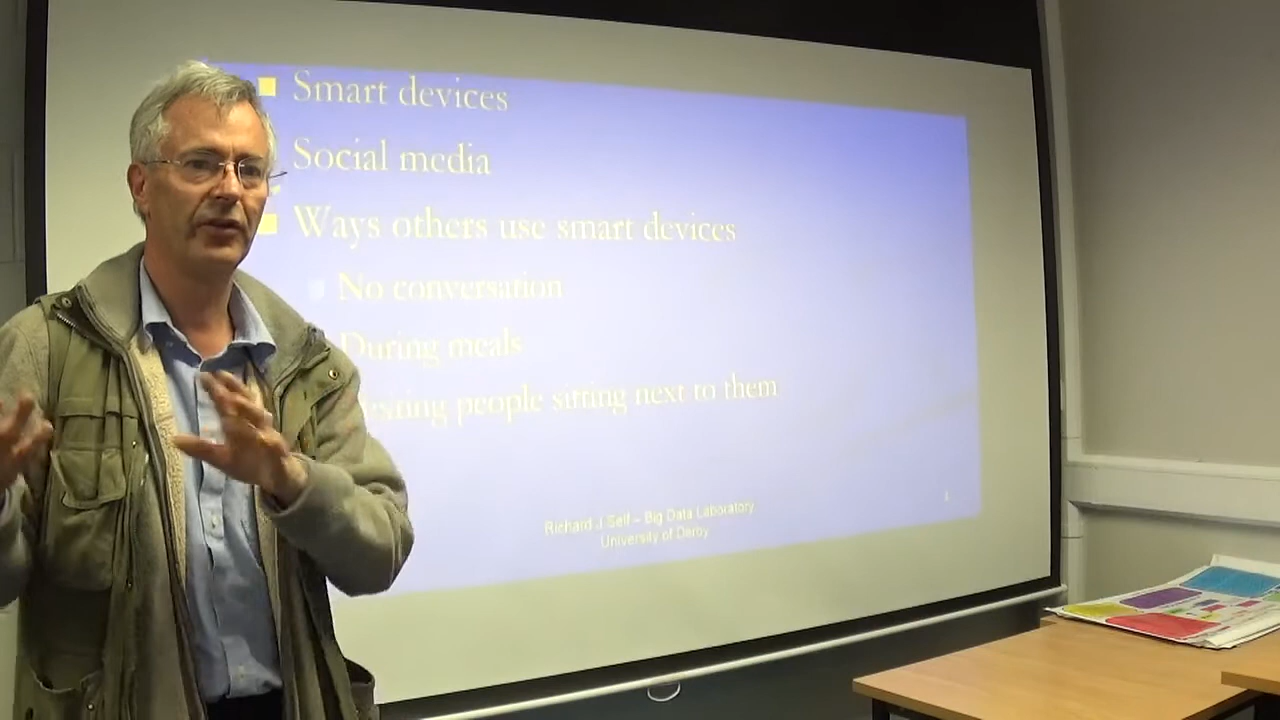 Smart devices
Social media
Ways others use smart devices
No conversation
During meals
people sitting next to them
Richard J Self – Big Data Laboratory
University of Derby